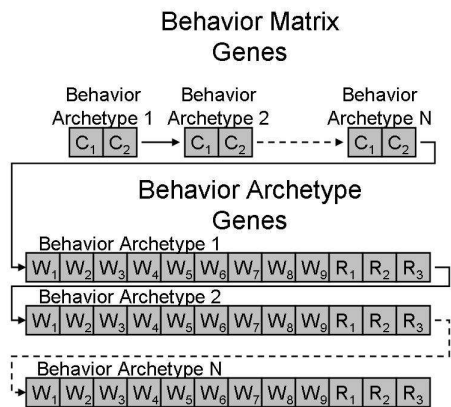 Behavior Matrix
Genes
Behavior Behavior Behavior
Archetype 1 Archetype 2 Archetype N
C₁ C₂ C₁ C₂ C₁ C₂
Behavior Archetype
Genes
Behavior Archetype 1
W₁ W₂ W₃ W₄ W₅ W₆ W₇ W₈ W₉ R₁ R₂ R₃
Behavior Archetype 2
W₁ W₂ W₃ W₄ W₅ W₆ W₇ W₈ W₉ R₁ R₂ R₃
Behavior Archetype N
W₁ W₂ W₃ W₄ W₅ W₆ W₇ W₈ W₉ R₁ R₂ R₃